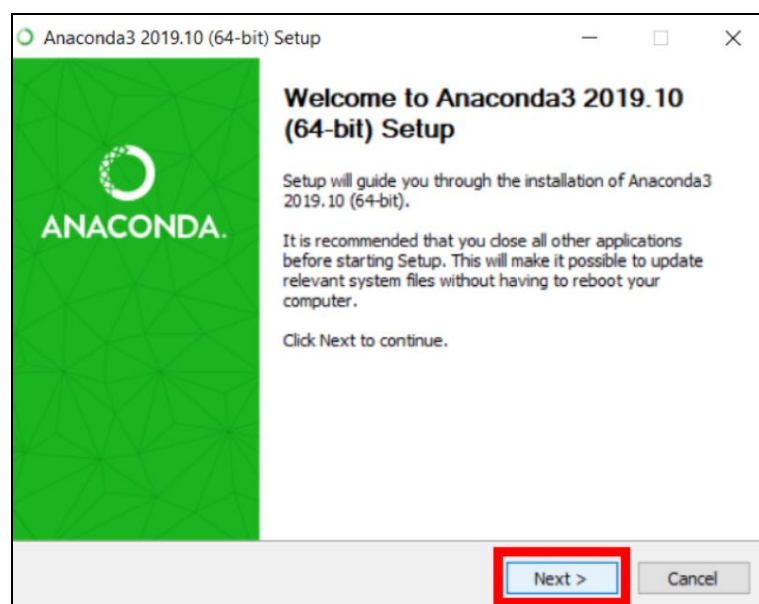 Anaconda3 2019.10 (64-bit) Setup
ANACONDA.
Welcome to Anaconda3 2019.10
(64-bit) Setup
Setup will guide you through the installation of Anaconda3
2019.10 (64-bit).
It is recommended that you close all other applications
before starting Setup. This will make it possible to update
relevant system files without having to reboot your
computer.
Click Next to continue.
Next >
Cancel